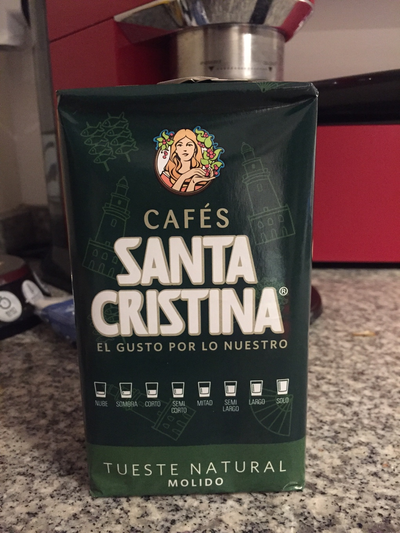 CAFÉS
SANTA
CRISTINA®
EL GUSTO POR LO NUESTRO
NUBE SOMBRA CORTO SEMI CORTO MITAD SEMI LARGO LARGO SOLO
TUESTE NATURAL
MOLIDO